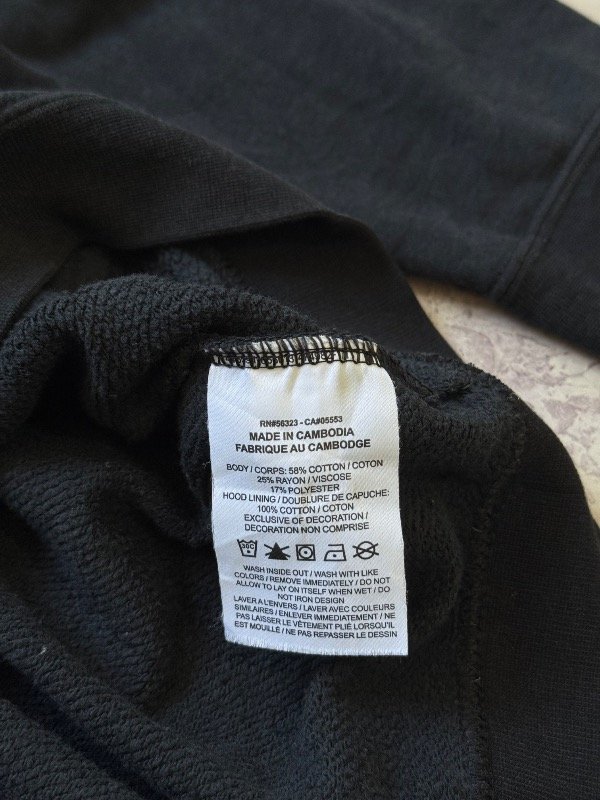 RN#56323 - CA#05553
MADE IN CAMBODIA
FABRIQUE AU CAMBODGE
BODY / CORPS: 58% COTTON / COTON
25% RAYON / VISCOSE
17% POLYESTER
HOOD LINING / DOUBLURE DE CAPUCHE:
100% COTTON / COTON
EXCLUSIVE OF DECORATION /
DECORATION NON COMPRISE
30C
WASH INSIDE OUT / WASH WITH LIKE
COLORS / REMOVE IMMEDIATELY / DO NOT
ALLOW TO LAY ON ITSELF WHEN WET / DO
NOT IRON DESIGN
LAVER A L'ENVERS / LAVER AVEC COULEURS
SIMILAIRES / ENLEVER IMMEDIATEMENT / NE
PAS LAISSER LE VÊTEMENT PLIÉ LORSQU'IL
EST MOUILLÉ / NE PAS REPASSER LE DESSIN